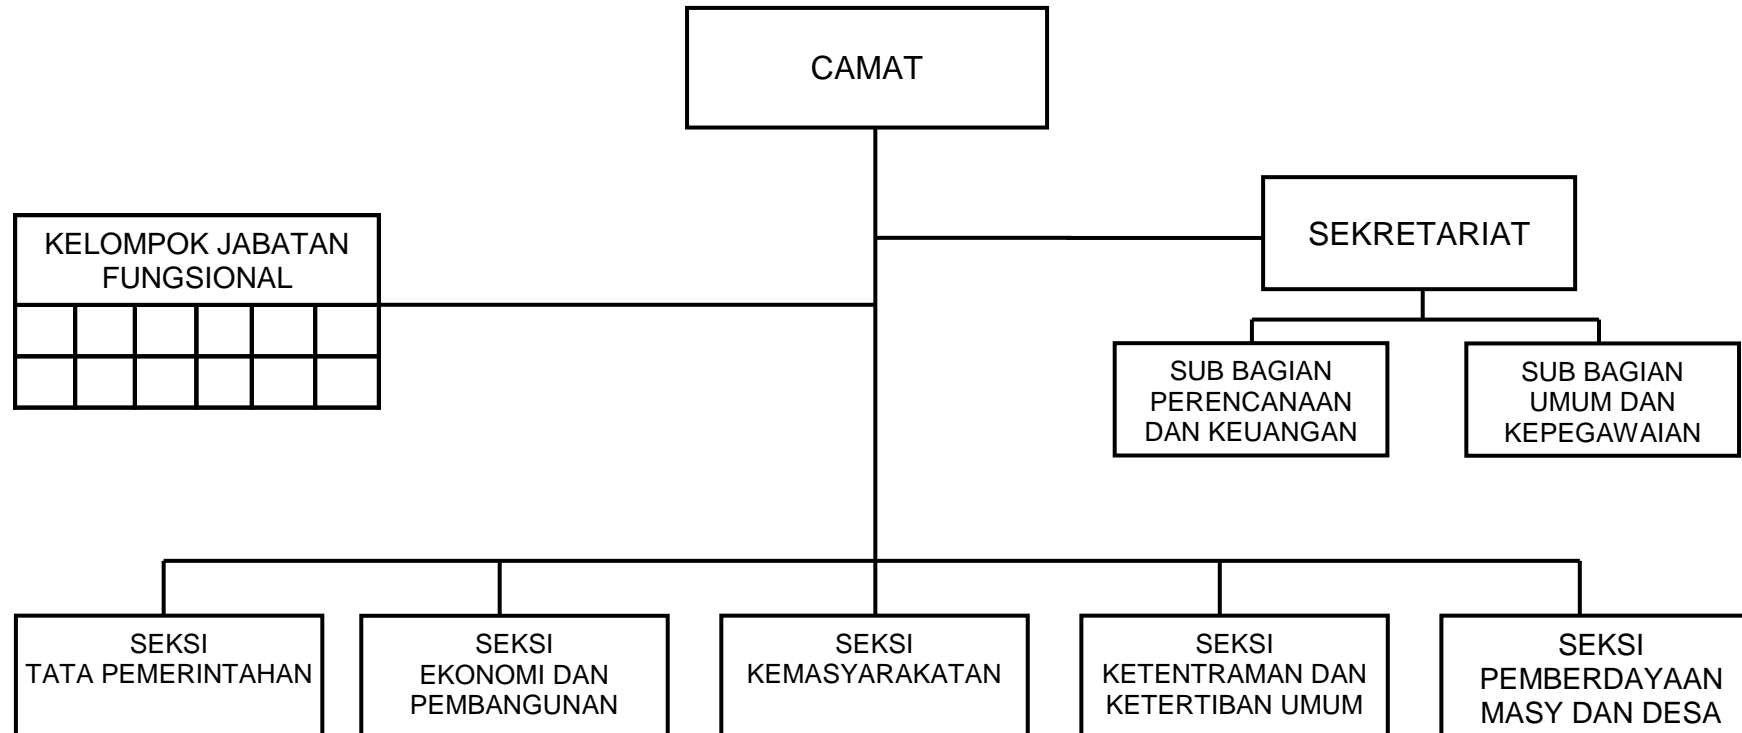 CAMAT
SEKRETARIAT
KELOMPOK JABATAN
FUNGSIONAL
SUB BAGIAN
PERENCANAAN
DAN KEUANGAN
SUB BAGIAN
UMUM DAN
KEPEGAWAIAN
SEKSI
TATA PEMERINTAHAN
SEKSI
EKONOMI DAN
PEMBANGUNAN
SEKSI
KEMASYARAKATAN
SEKSI
KETENTRAMAN DAN
KETERTIBAN UMUM
SEKSI
PEMBERDAYAAN
MASY DAN DESA